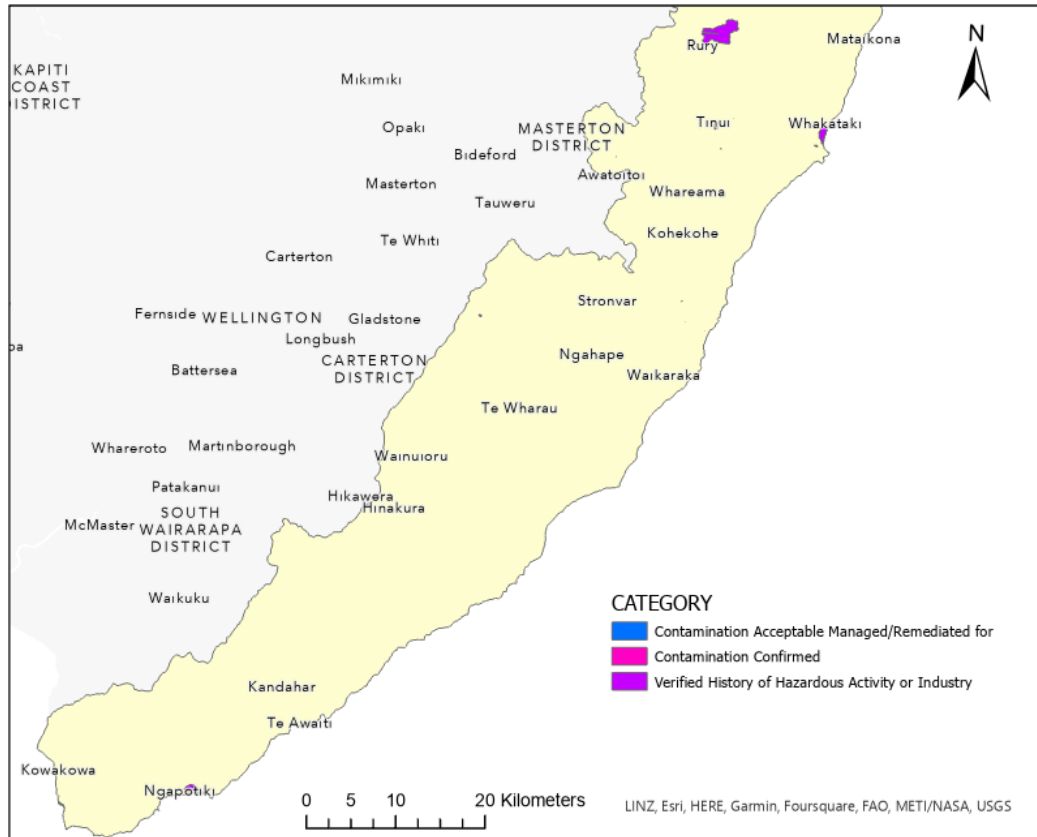 Rury
Mataikona
N
KAPITI
COAST
DISTRICT
Mikimiki
Opaki
Tinui
Whakataki
MASTERTON
DISTRICT
Bideford
Awatoitoi
Masterton
Whareama
Tauweru
Kohekohe
Te Whiti
Carterton
Stronvar
Fernside
WELLINGTON
Gladstone
Longbush
pa
Ngahape
CARTERTON
DISTRICT
Battersea
Waikaraka
Te Wharau
Whareroto
Martinborough
Wainuioru
Patakanui
Hikawera
Hinakura
McMaster
SOUTH
WAIRARAPA
DISTRICT
Waikuku
CATEGORY
Contamination Acceptable Managed/Remediated for
Contamination Confirmed
Verified History of Hazardous Activity or Industry
Kandahar
Te Awaiti
Kowakowa
Ngapotiki
0 5 10 20 Kilometers
LINZ, Esri, HERE, Garmin, Foursquare, FAO, METI/NASA, USGS